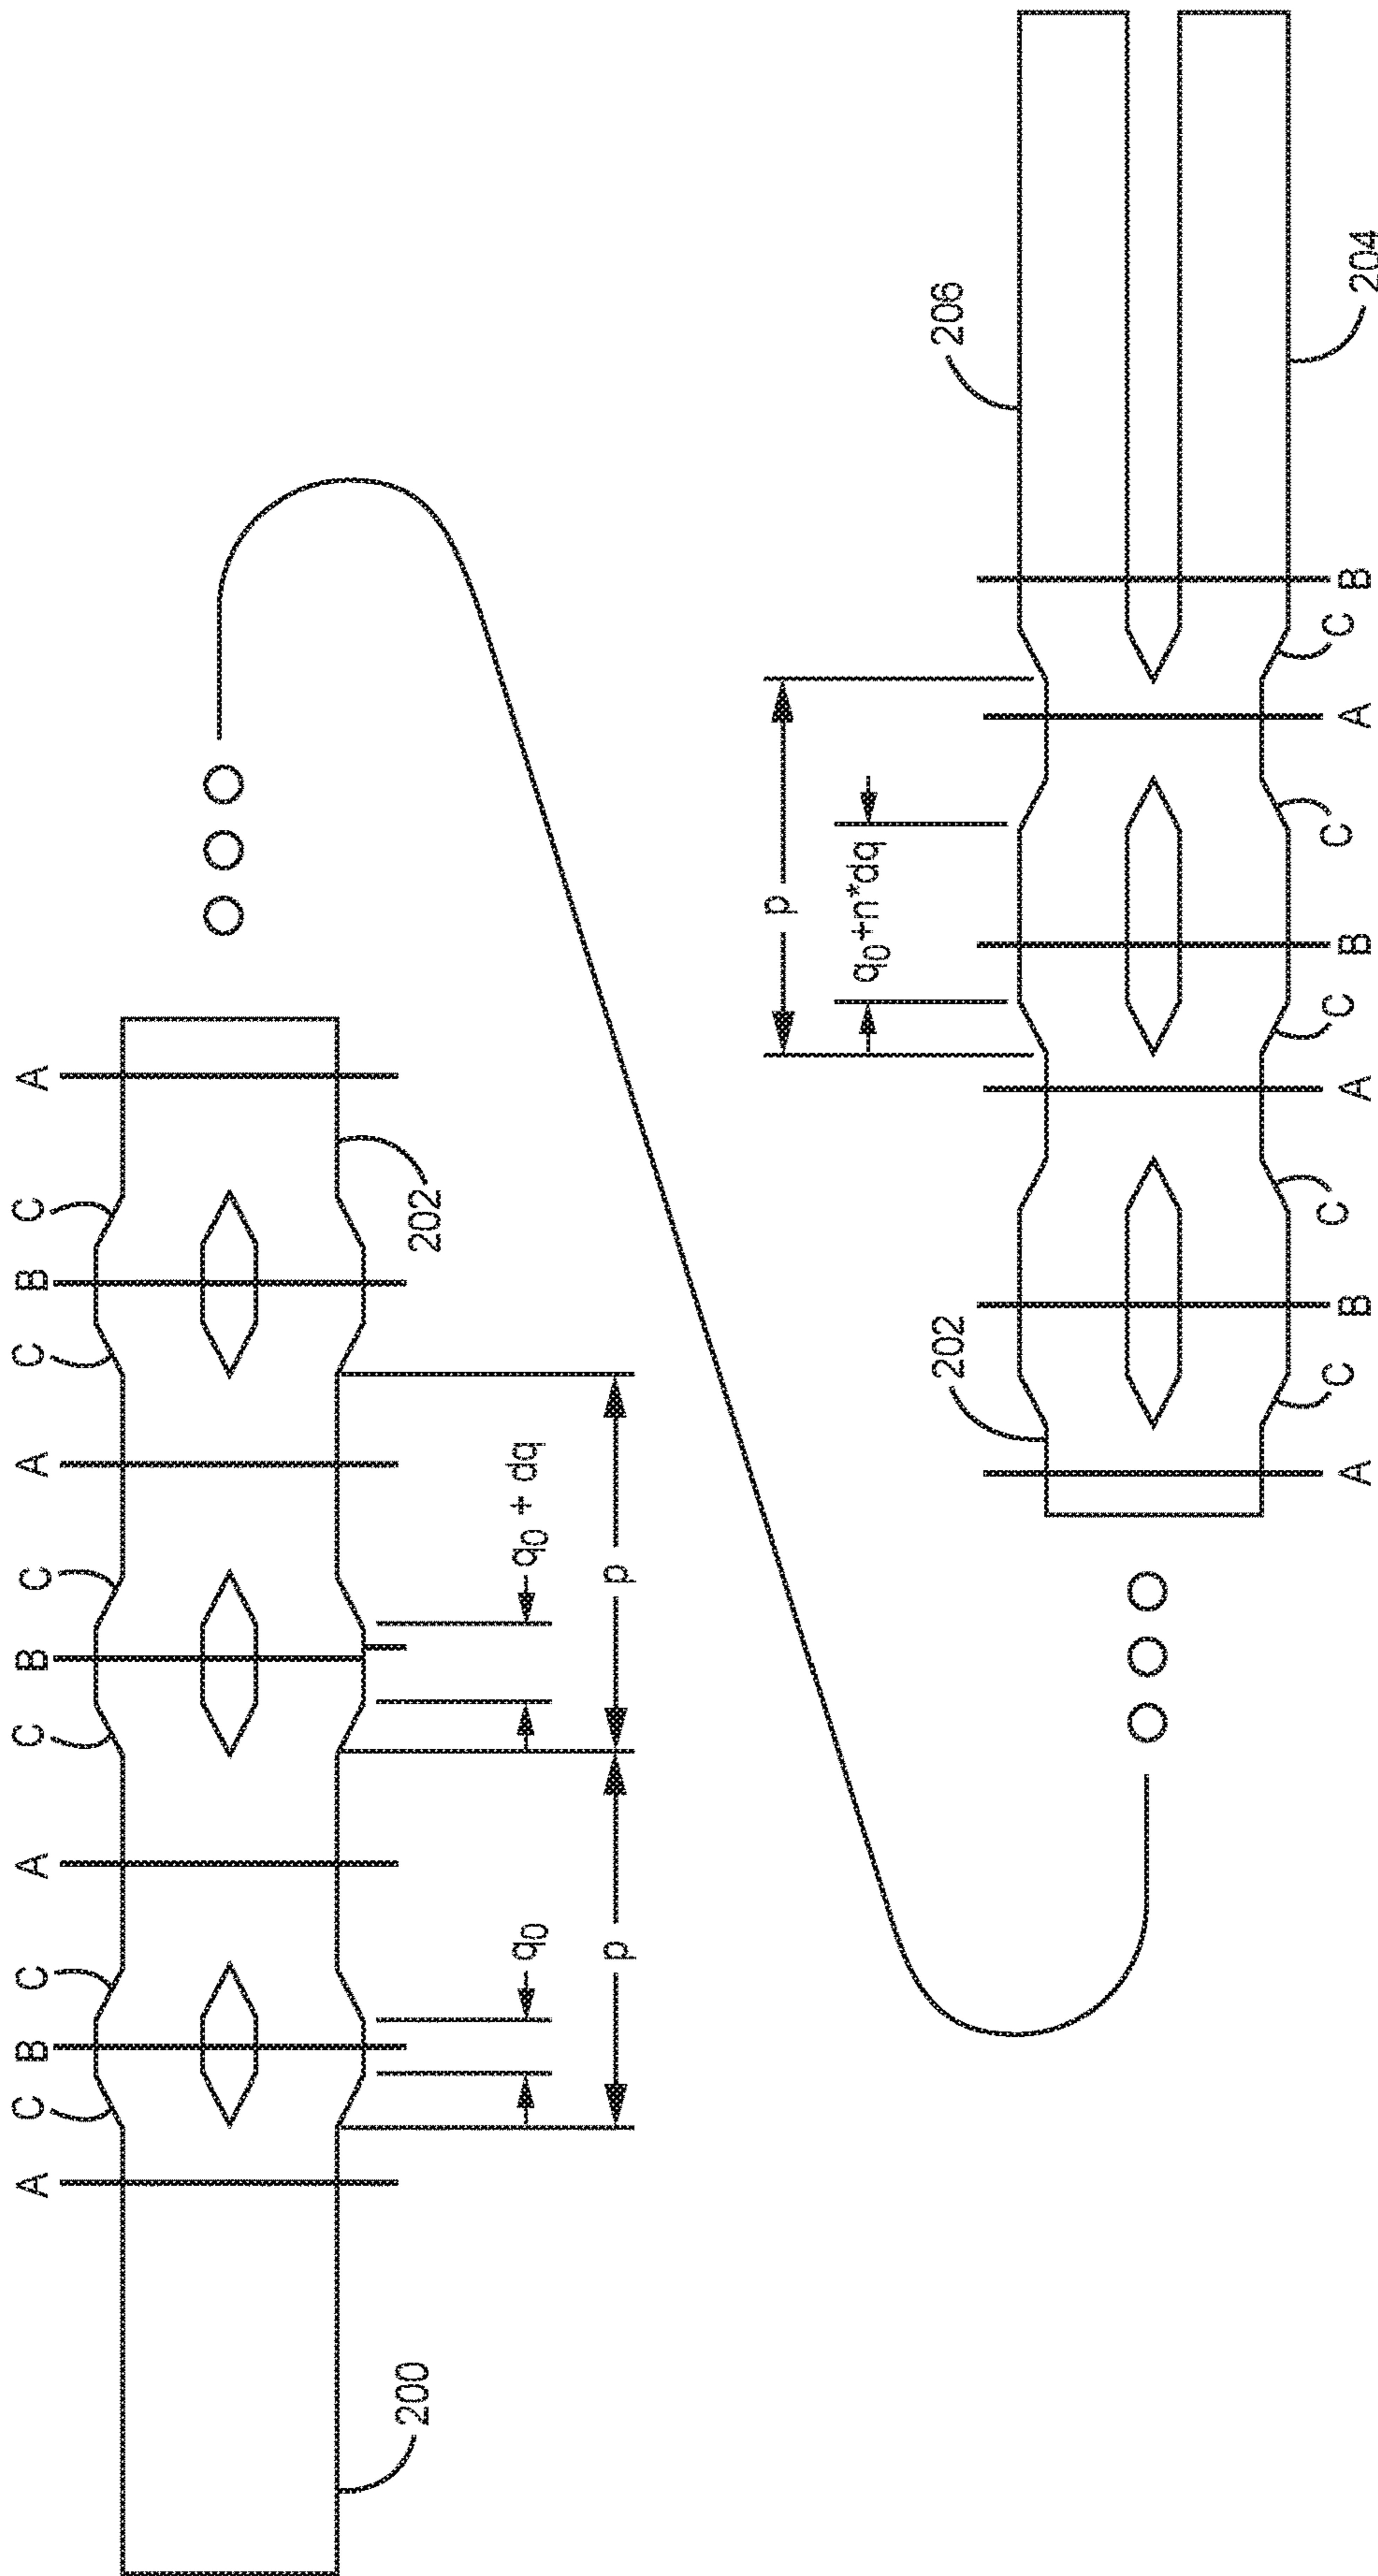 A C B C A C B C A C B C A
200 202
q₀ q₀ + dq
p p
p
q₀+n*dq
202 206
A C B C A C B C A C B
204